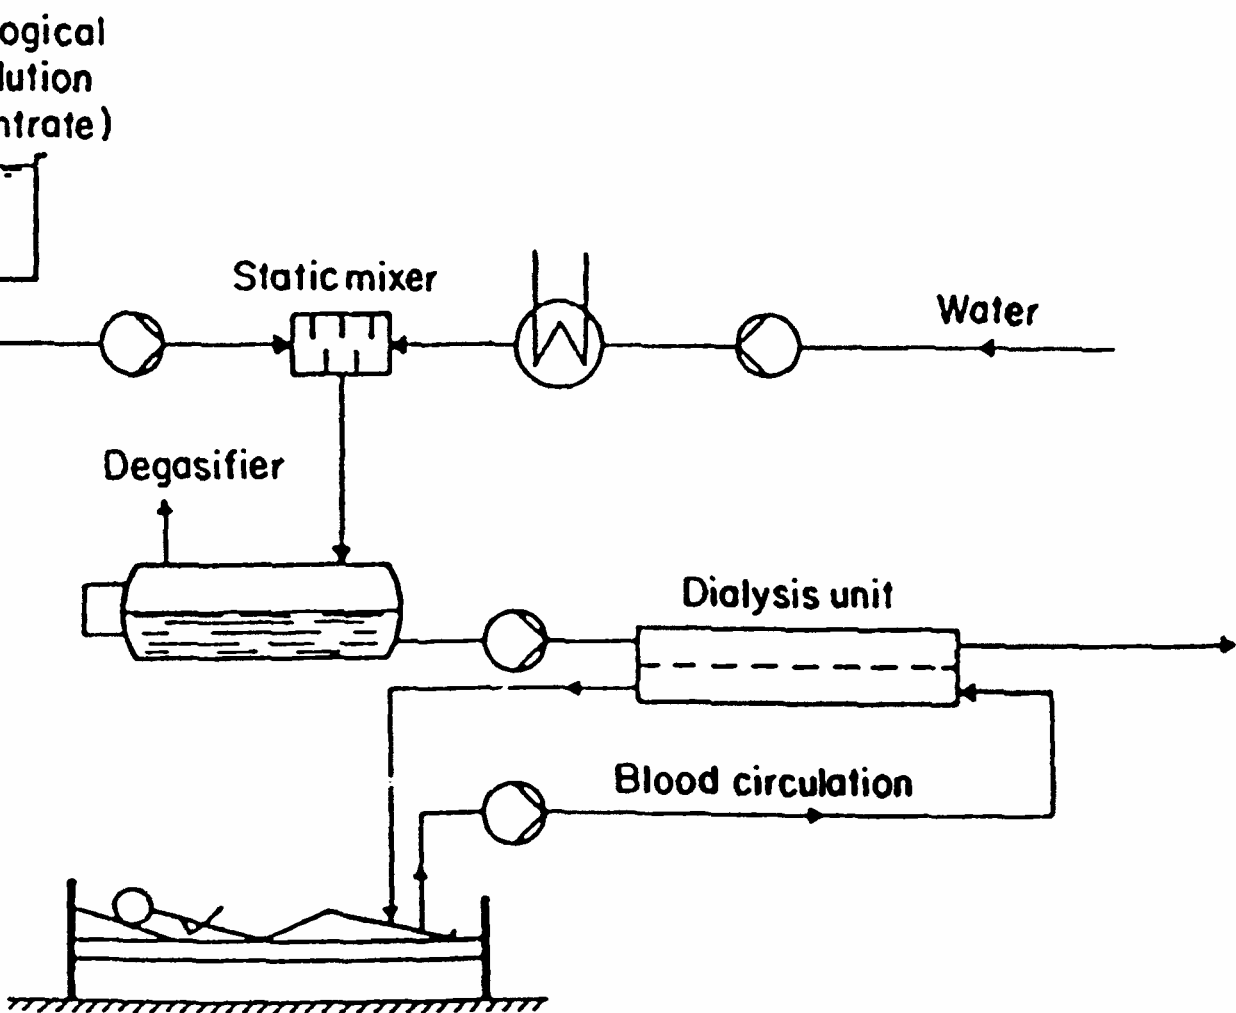 ogical
lution
ntrate)
Static mixer
Water
Degasifier
Dialysis unit
Blood circulation